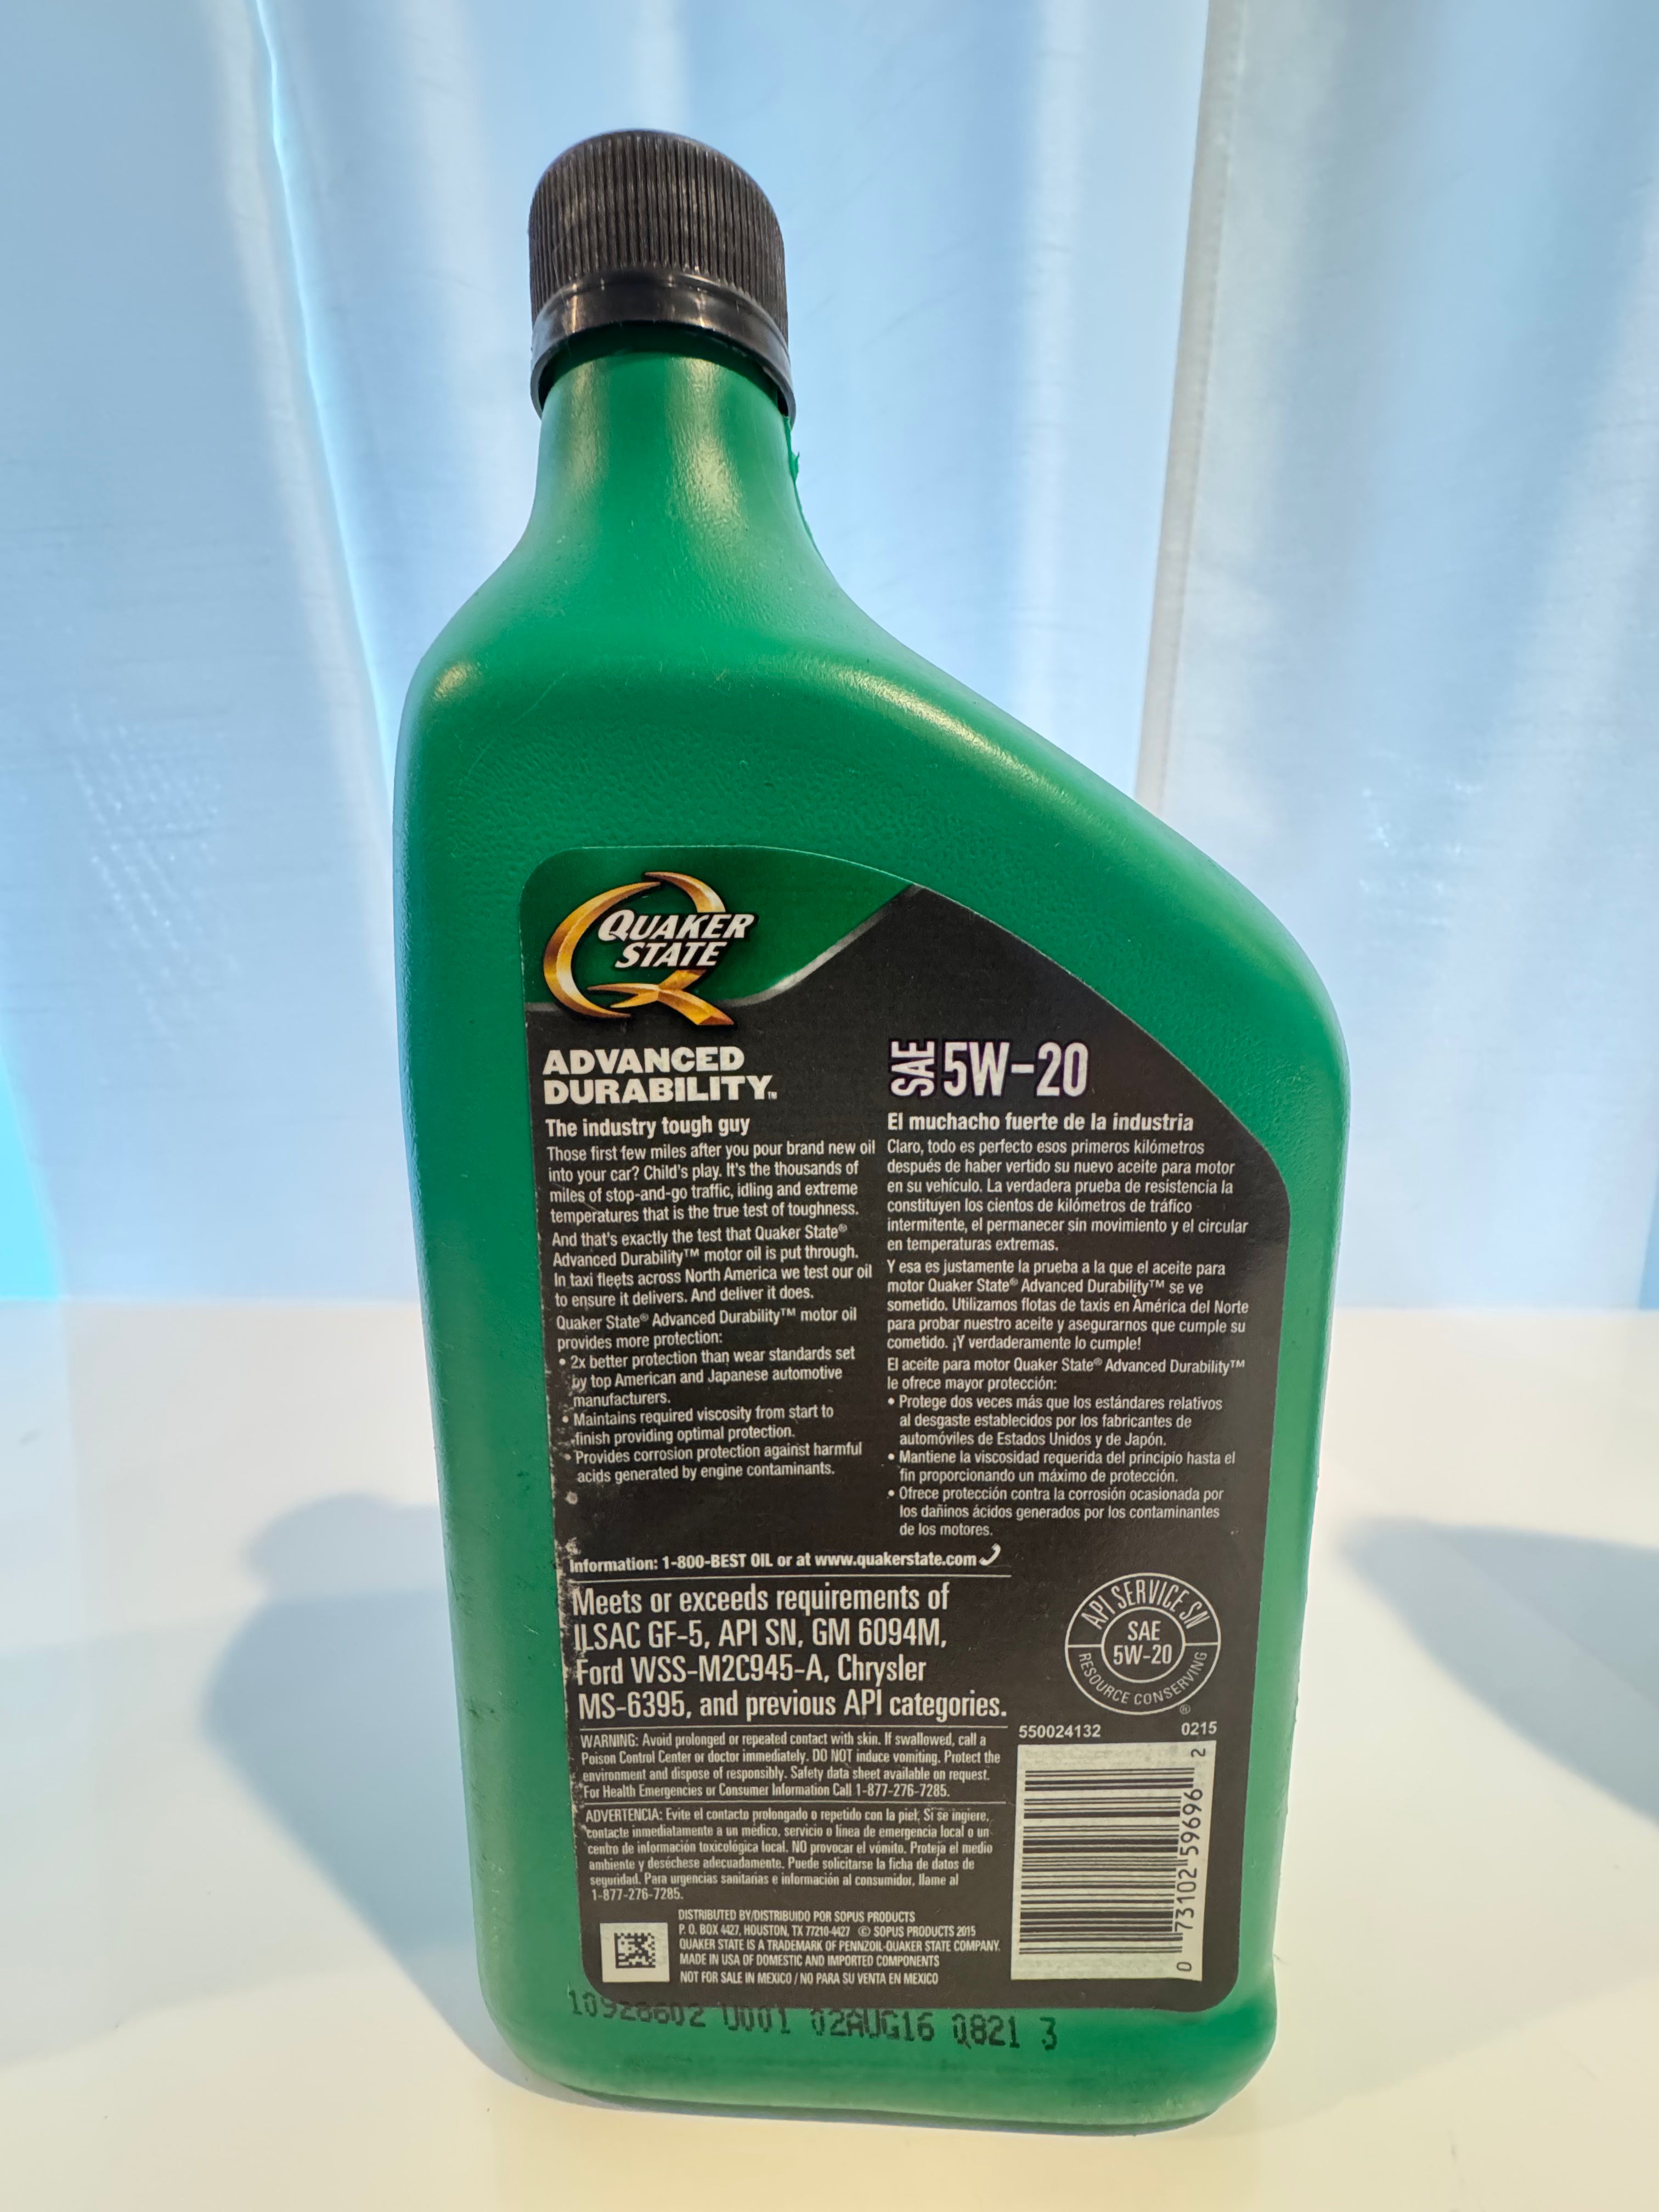 QUAKER
STATE
ADVANCED
DURABILITY™
The industry tough guy
Those first few miles after you pour brand new oil
into your car? Child's play. It's the thousands of
miles of stop-and-go traffic, idling and extreme
temperatures that is the true test of toughness.
And that's exactly the test that Quaker State®
Advanced Durability™ motor oil is put through.
In taxi fleets across North America we test our oil
to ensure it delivers. And deliver it does.
Quaker State® Advanced Durability™ motor oil
provides more protection:
• 2x better protection than wear standards set
by top American and Japanese automotive
manufacturers.
• Maintains required viscosity from start to
finish providing optimal protection.
• Provides corrosion protection against harmful
acids generated by engine contaminants.
SAE 5W-20
El muchacho fuerte de la industria
Claro, todo es perfecto esos primeros kilómetros
después de haber vertido su nuevo aceite para motor
en su vehículo. La verdadera prueba de resistencia la
constituyen los cientos de kilómetros de tráfico
intermitente, el permanecer sin movimiento y el circular
en temperaturas extremas.
Y esa es justamente la prueba a la que el aceite para
motor Quaker State® Advanced Durability™ se ve
sometido. Utilizamos flotas de taxis en América del Norte
para probar nuestro aceite y asegurarnos que cumple su
cometido. ¡Y verdaderamente lo cumple!
El aceite para motor Quaker State® Advanced Durability™
le ofrece mayor protección:
• Protege dos veces más que los estándares relativos
al desgaste establecidos por los fabricantes de
automóviles de Estados Unidos y de Japón.
• Mantiene la viscosidad requerida del principio hasta el
fin proporcionando un máximo de protección.
• Ofrece protección contra la corrosión ocasionada por
los dañinos ácidos generados por los contaminantes
de los motores.
Information: 1-800-BEST OIL or at www.quakerstate.com
Meets or exceeds requirements of
ILSAC GF-5, API SN, GM 6094M,
Ford WSS-M2C945-A, Chrysler
MS-6395, and previous API categories.
API SERVICE SN
SAE
5W-20
RESOURCE CONSERVING
®
WARNING: Avoid prolonged or repeated contact with skin. If swallowed, call a
Poison Control Center or doctor immediately. DO NOT induce vomiting. Protect the
environment and dispose of responsibly. Safety data sheet available on request.
For Health Emergencies or Consumer Information Call 1-877-276-7285.
ADVERTENCIA: Evite el contacto prolongado o repetido con la piel. Si se ingiere,
contacte inmediatamente a un médico, servicio o línea de emergencia local o un
centro de información toxicológica local. NO provocar el vómito. Proteja el medio
ambiente y deséchese adecuadamente. Puede solicitarse la ficha de datos de
seguridad. Para urgencias sanitarias e información al consumidor, llame al
1-877-276-7285.
550024132 0215
0 73102 59696 2
DISTRIBUTED BY/DISTRIBUIDO POR SOPUS PRODUCTS
P. O. BOX 4427, HOUSTON, TX 77210-4427 © SOPUS PRODUCTS 2015
QUAKER STATE IS A TRADEMARK OF PENNZOIL-QUAKER STATE COMPANY.
MADE IN USA OF DOMESTIC AND IMPORTED COMPONENTS
NOT FOR SALE IN MEXICO / NO PARA SU VENTA EN MEXICO
02AUG16 0821 3